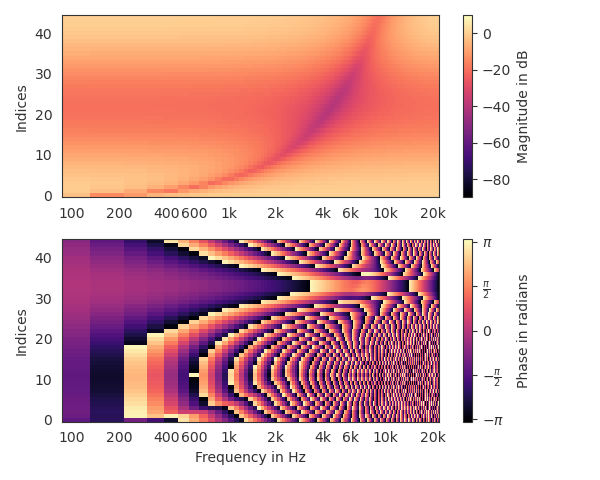 40
30
20
10
0
Indices
100 200 400 600 1k 2k 4k 6k 10k 20k
0
−20
−40
−60
−80
Magnitude in dB
40
30
20
10
0
Indices
100 200 400 600 1k 2k 4k 6k 10k 20k
Frequency in Hz
π
π/2
0
−π/2
−π
Phase in radians